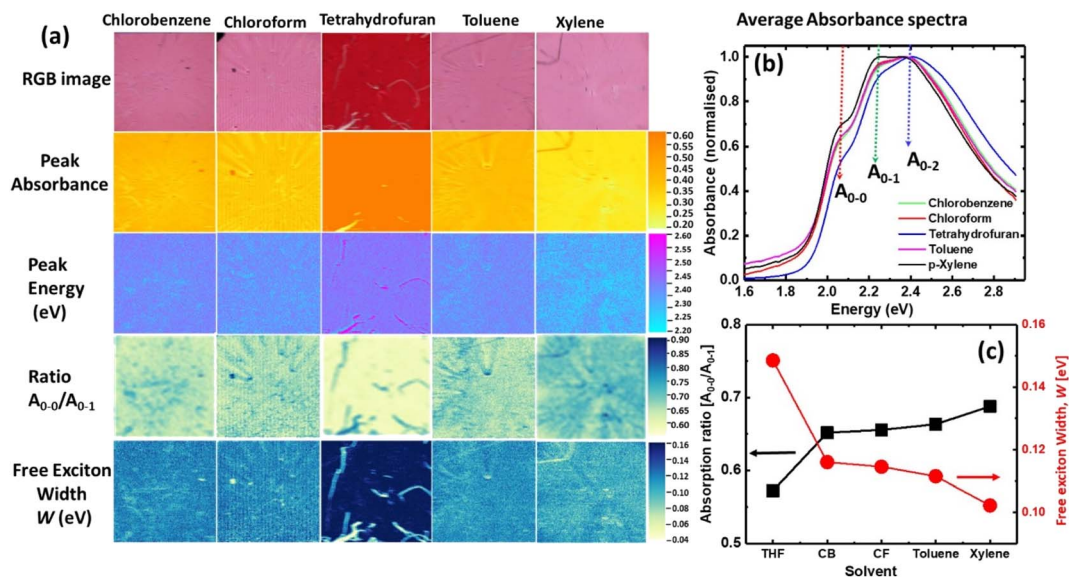 (a)
Chlorobenzene Chloroform Tetrahydrofuran Toluene Xylene
RGB image
Peak
Absorbance
0.60
0.55
0.50
0.45
0.40
0.35
0.30
0.25
0.20
Peak
Energy
(eV)
2.60
2.55
2.50
2.45
2.40
2.35
2.30
2.25
2.20
Ratio
A0-0/A0-1
0.90
0.85
0.80
0.75
0.70
0.65
0.60
Free Exciton
Width
W (eV)
0.16
0.14
0.12
0.10
0.08
0.06
0.04
Average Absorbance spectra
(b)
Absorbance (normalised)
1.0
0.8
0.6
0.4
0.2
0.0
A0-0
A0-1
A0-2
Chlorobenzene
Chloroform
Tetrahydrofuran
Toluene
p-Xylene
1.6 1.8 2.0 2.2 2.4 2.6 2.8
Energy (eV)
(c)
Absorption ratio [A0-0/A0-1]
0.8
0.7
0.6
0.5
0.16
0.14
0.12
0.10
Free exciton Width, W [eV]
THF CB CF Toluene Xylene
Solvent